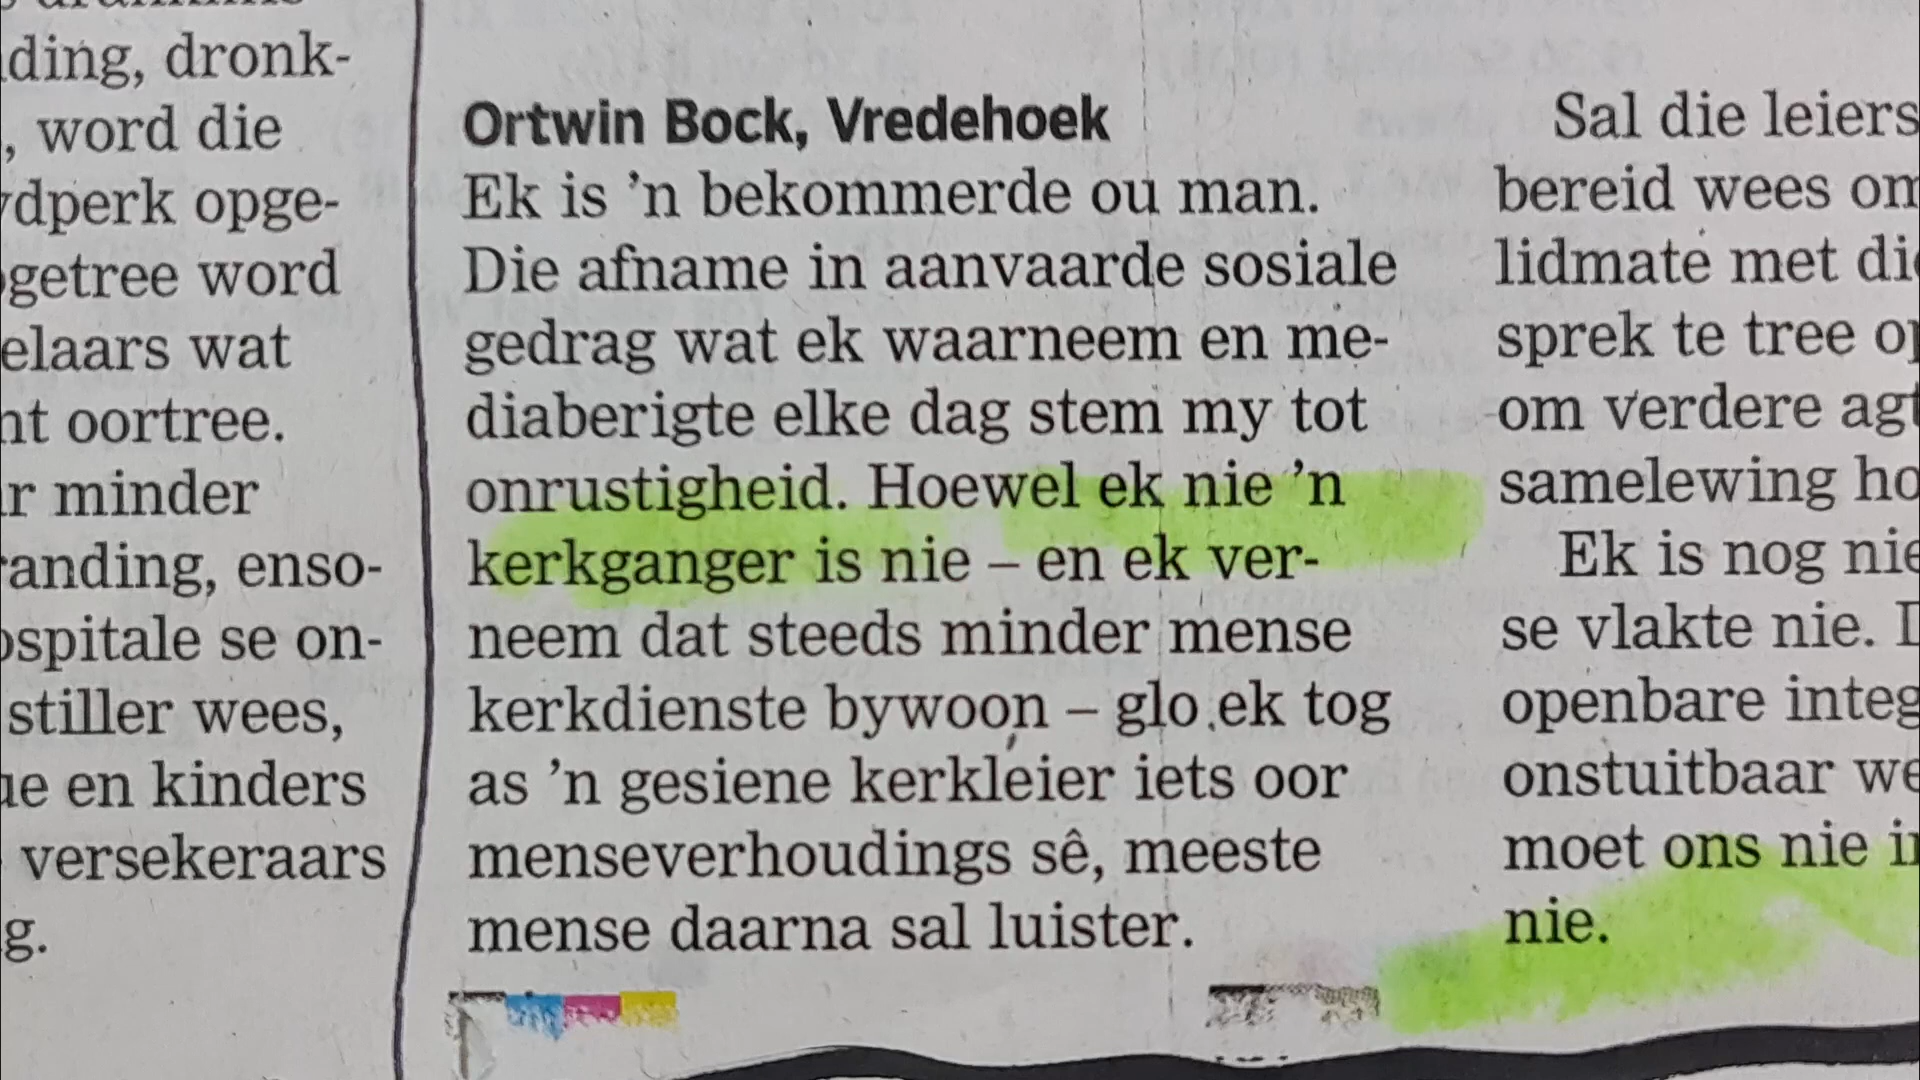 ding, dronk-
, word die
dperk opge-
getree word
elaars wat
oortree.
minder
anding, enso-
spitale se on-
stiller wees,
en kinders
versekeraars
g.
Ortwin Bock, Vredehoek
Ek is ’n bekommerde ou man.
Die afname in aanvaarde sosiale
gedrag wat ek waarneem en me-
diaberigte elke dag stem my tot
onrustigheid. Hoewel ek nie ’n
kerkganger is nie – en ek ver-
neem dat steeds minder mense
kerkdienste bywoon – glo ek tog
as ’n gesiene kerkleier iets oor
menseverhoudings sê, meeste
mense daarna sal luister.
Sal die leiers
bereid wees om
lidmate met die
sprek te tree op
om verdere agt
samelewing ho
Ek is nog nie
se vlakte nie. D
openbare integ
onstuitbaar we
moet ons nie in
nie.